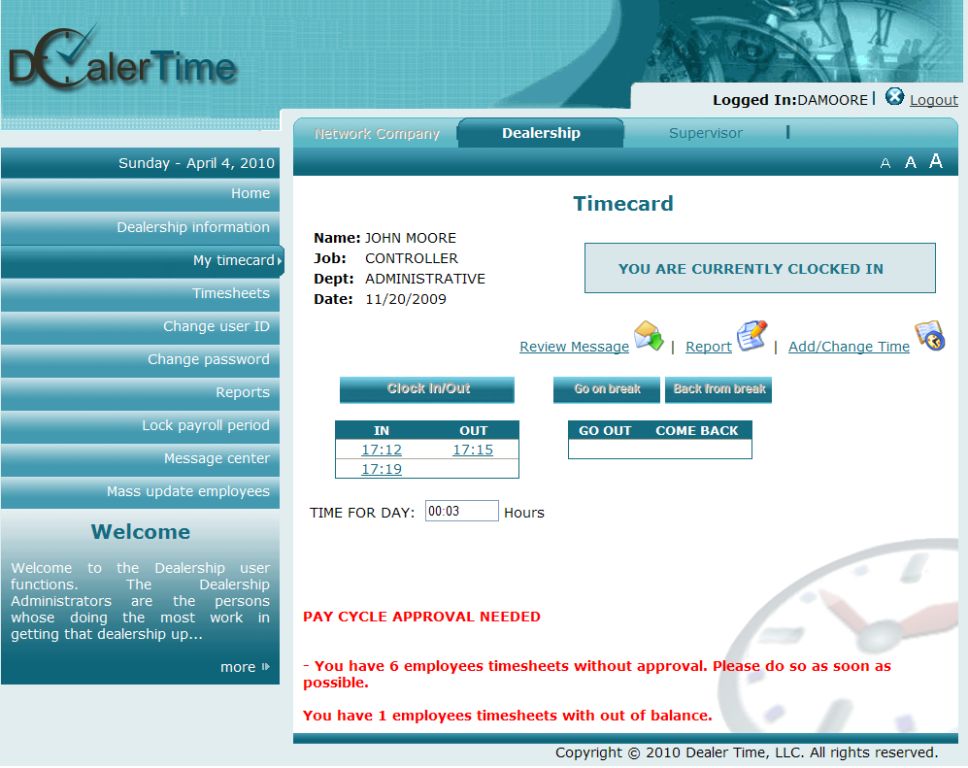 DealerTime
Logged In:DAMOORE | Logout
Network Company | Dealership Supervisor |
Sunday - April 4, 2010
A A A
Home
Dealership information
My timecard
Timesheets
Change user ID
Change password
Reports
Lock payroll period
Message center
Mass update employees
Welcome
Welcome to the Dealership user
functions. The Dealership
Administrators are the persons
whose doing the most work in
getting that dealership up...
more
Timecard
Name: JOHN MOORE
Job: CONTROLLER
Dept: ADMINISTRATIVE
Date: 11/20/2009
YOU ARE CURRENTLY CLOCKED IN
Review Message | Report | Add/Change Time
Clock In/Out Go on break Back from break
IN OUT GO OUT COME BACK
17:12 17:15
17:19
TIME FOR DAY: 00:03 Hours
PAY CYCLE APPROVAL NEEDED
- You have 6 employees timesheets without approval. Please do so as soon as
possible.
You have 1 employees timesheets with out of balance.
Copyright © 2010 Dealer Time, LLC. All rights reserved.